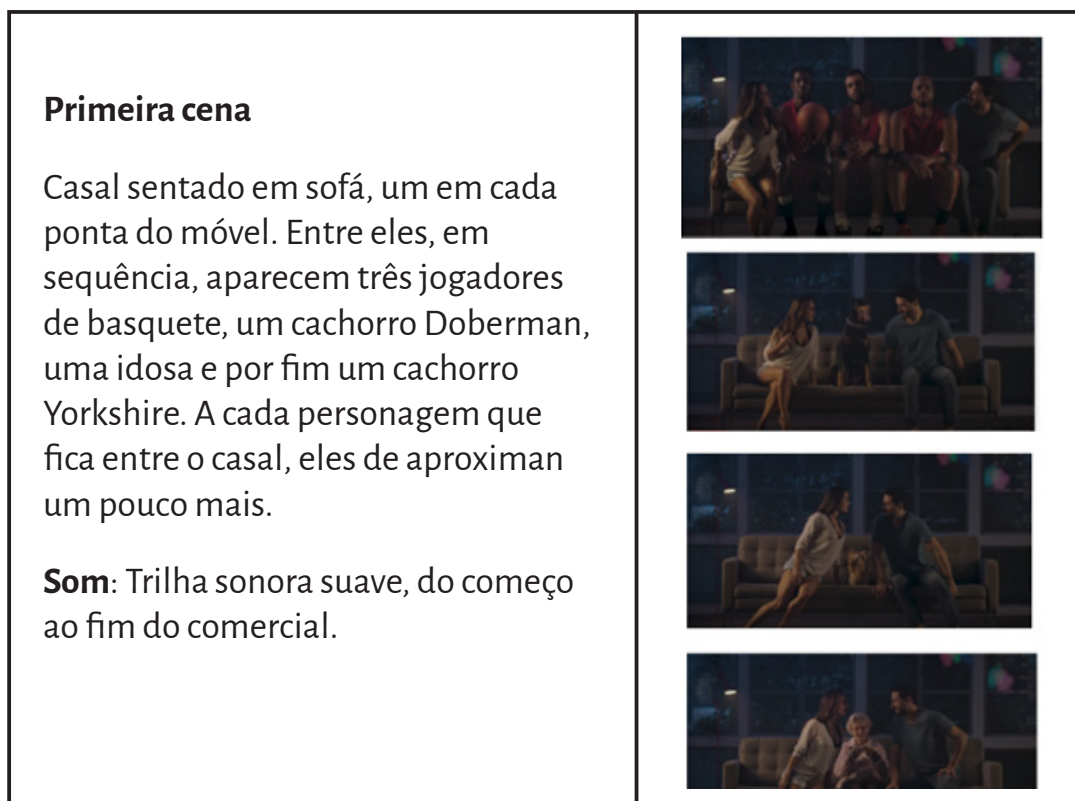 Primeira cena
Casal sentado em sofá, um em cada
ponta do móvel. Entre eles, em
sequência, aparecem três jogadores
de basquete, um cachorro Doberman,
uma idosa e por fim um cachorro
Yorkshire. A cada personagem que
fica entre o casal, eles de aproximan
um pouco mais.
Som: Trilha sonora suave, do começo
ao fim do comercial.